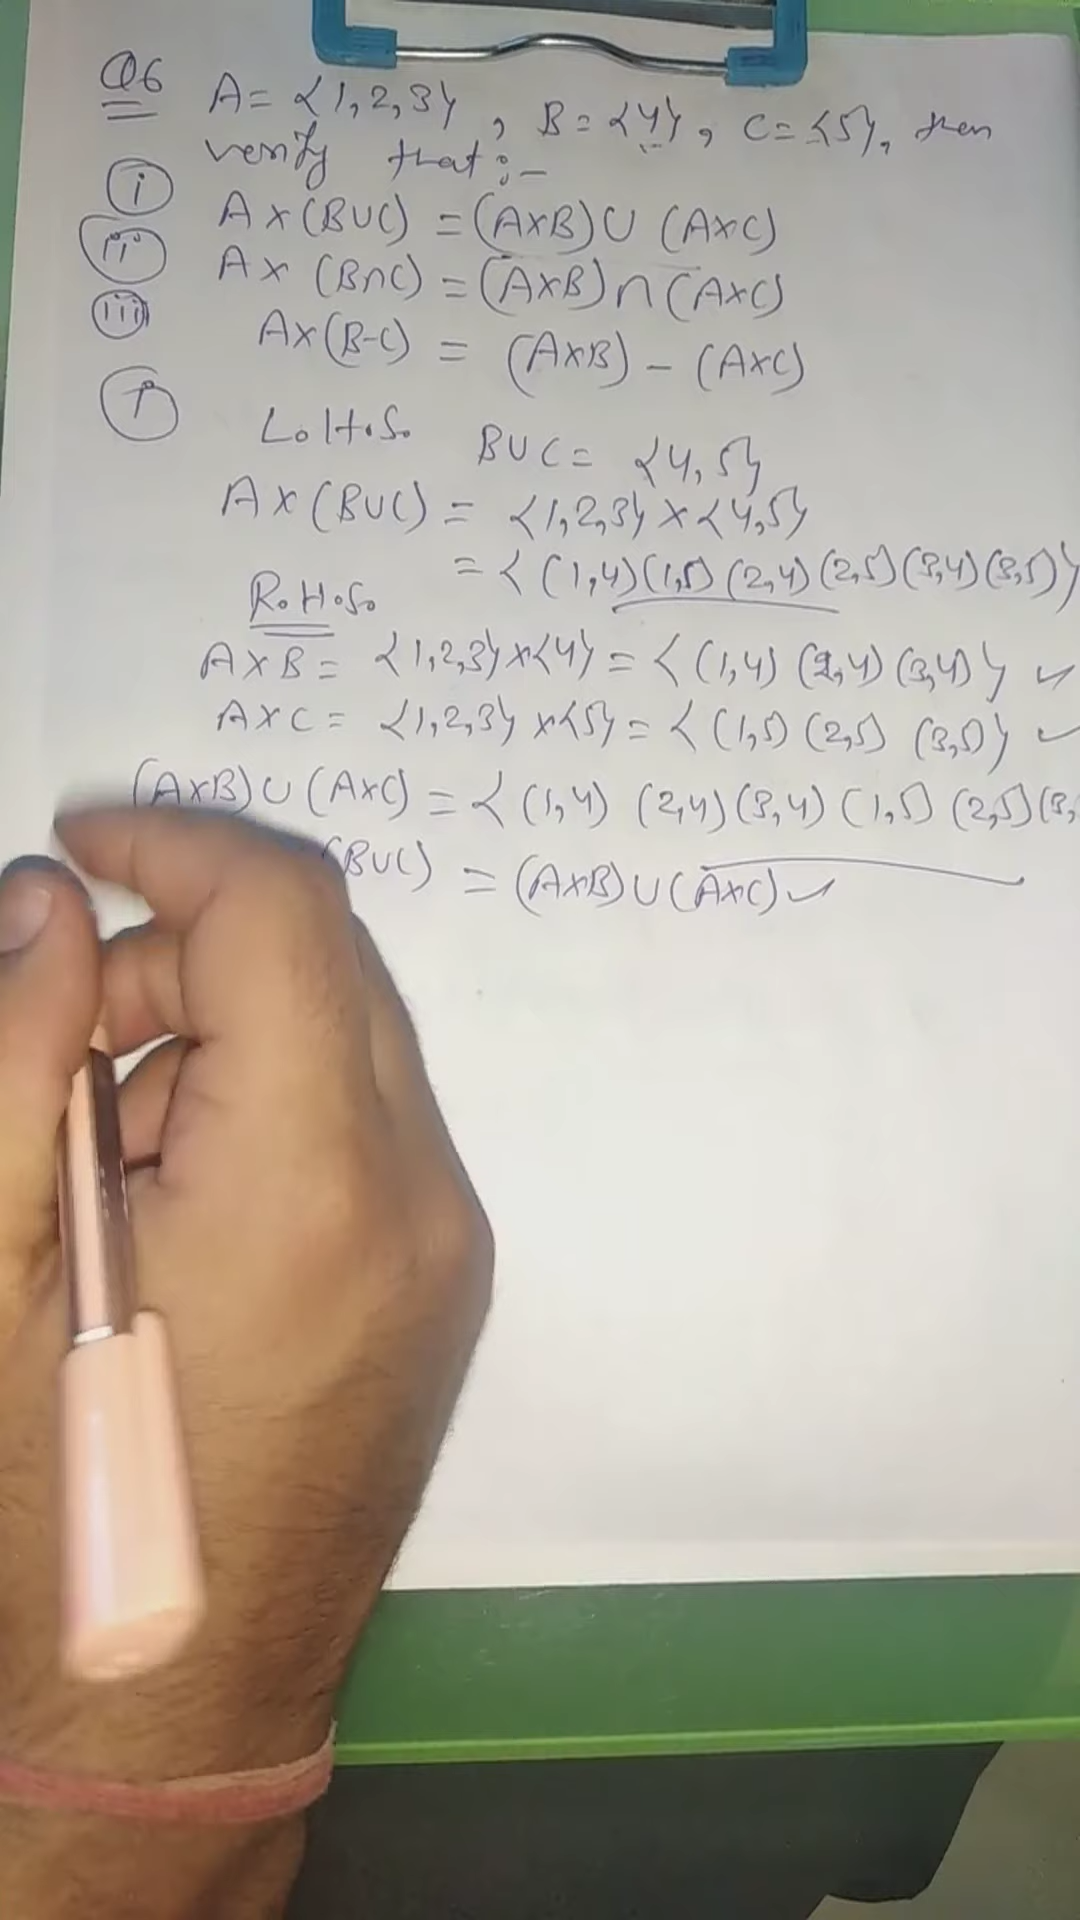 Q6 A = {1,2,3}, B = {4}, C = {5}, then
verify that :-
(i) A×(B∪C) = (A×B)∪(A×C)
(ii) A×(B∩C) = (A×B)∩(A×C)
(iii) A×(B-C) = (A×B) - (A×C)
(i) L.H.S. B∪C = {4,5}
A×(B∪C) = {1,2,3}×{4,5}
= {(1,4)(1,5)(2,4)(2,5)(3,4)(3,5)}
R.H.S.
A×B = {1,2,3}×{4} = {(1,4)(2,4)(3,4)} ✓
A×C = {1,2,3}×{5} = {(1,5)(2,5)(3,5)} ✓
(A×B)∪(A×C) = {(1,4)(2,4)(3,4)(1,5)(2,5)(3,
(B∪C) = (A×B)∪(A×C) ✓